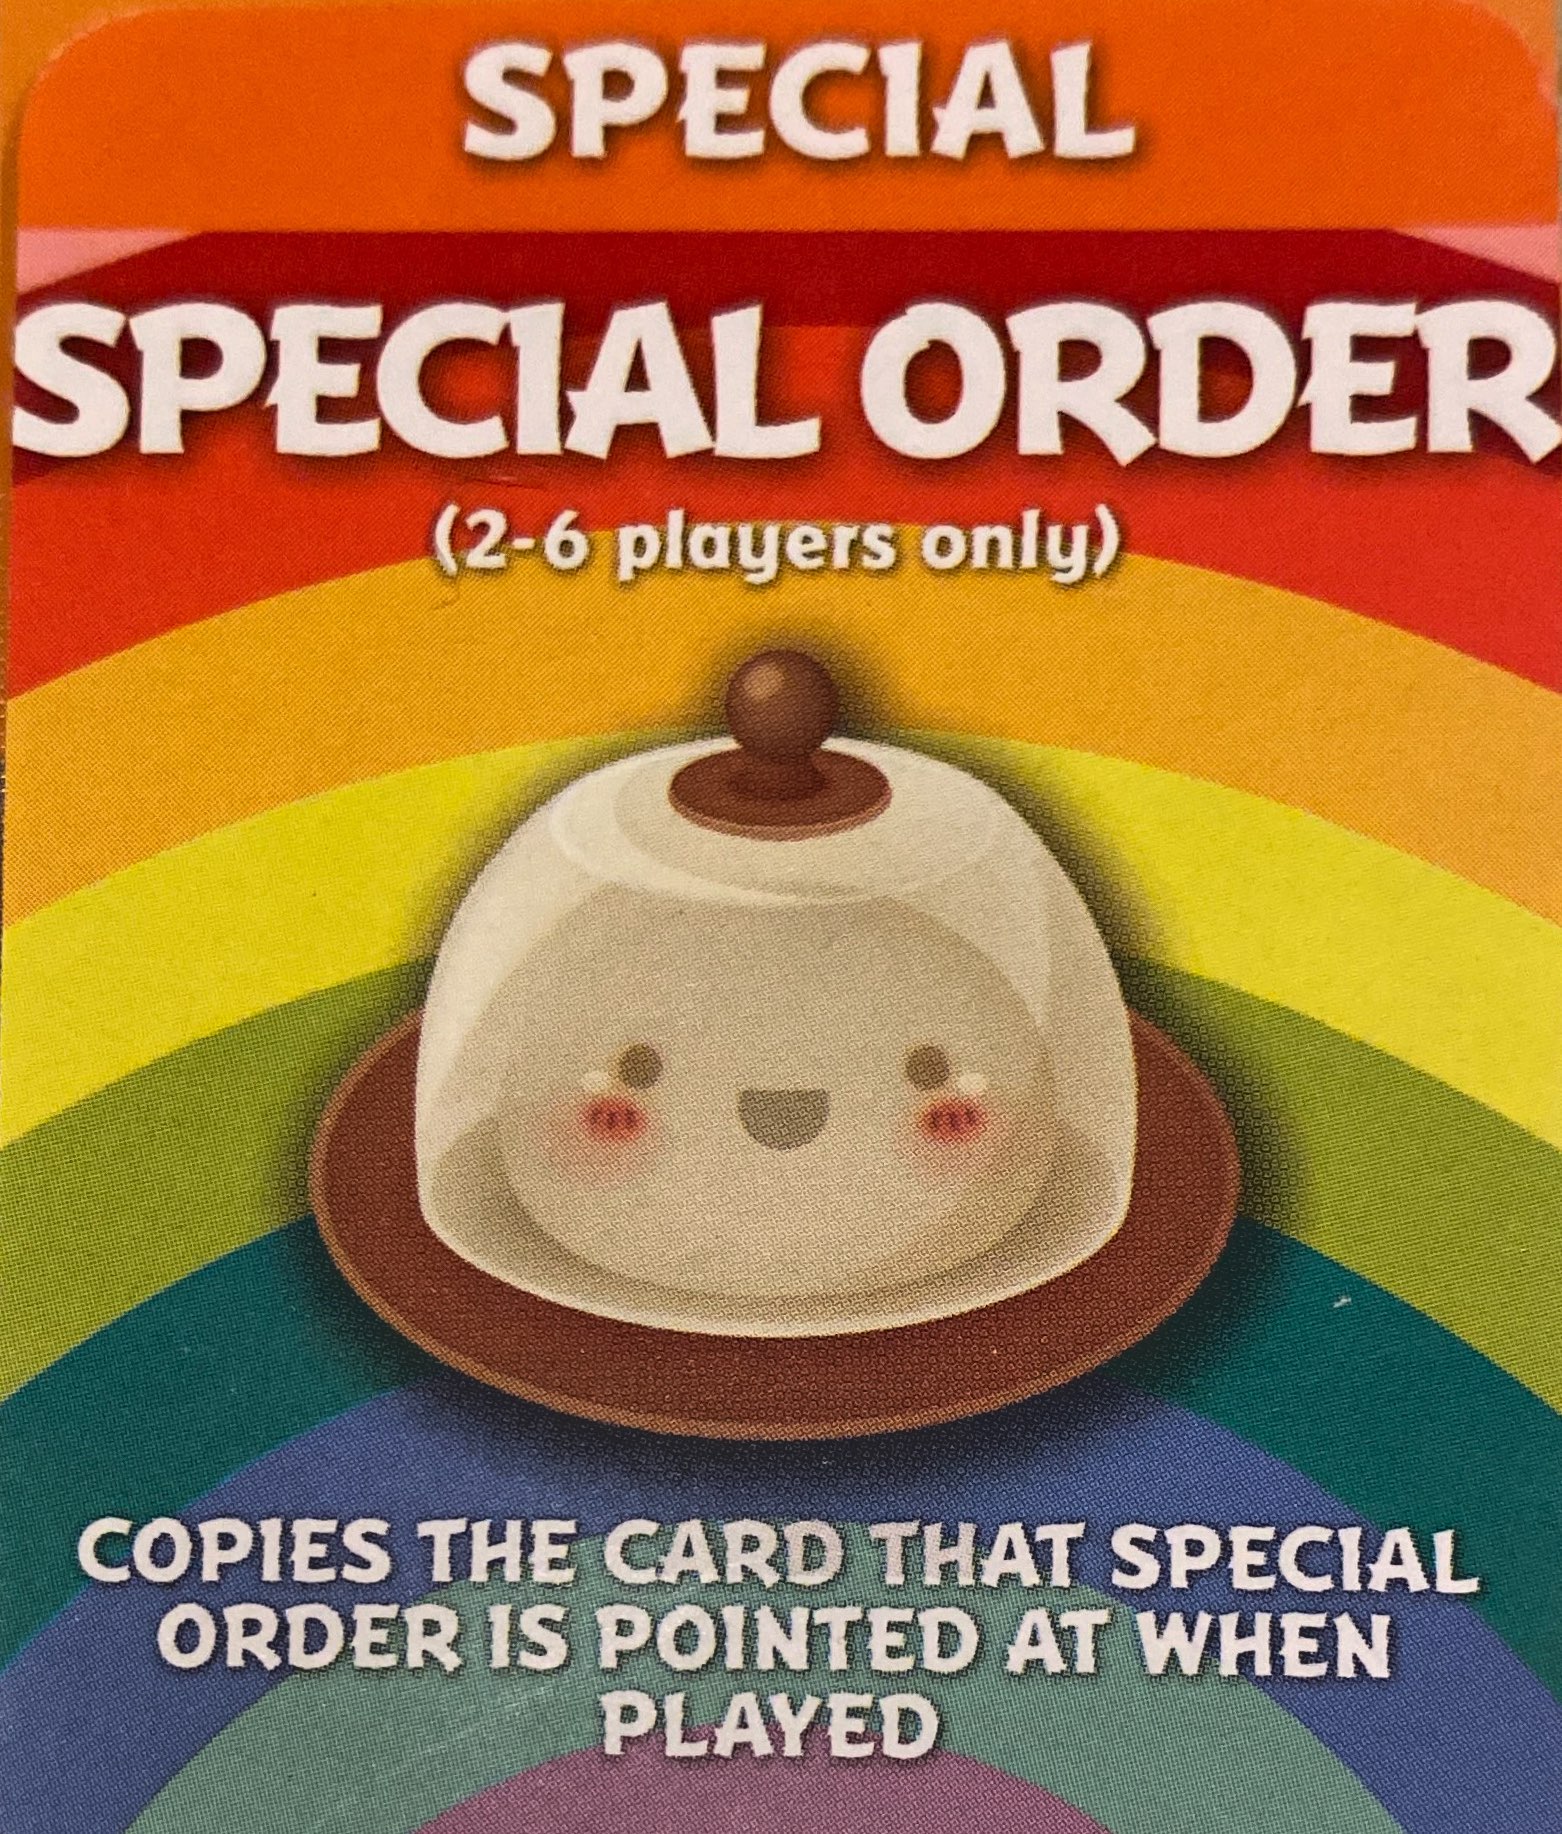 SPECIAL
SPECIAL ORDER
(2-6 players only)
COPIES THE CARD THAT SPECIAL
ORDER IS POINTED AT WHEN
PLAYED